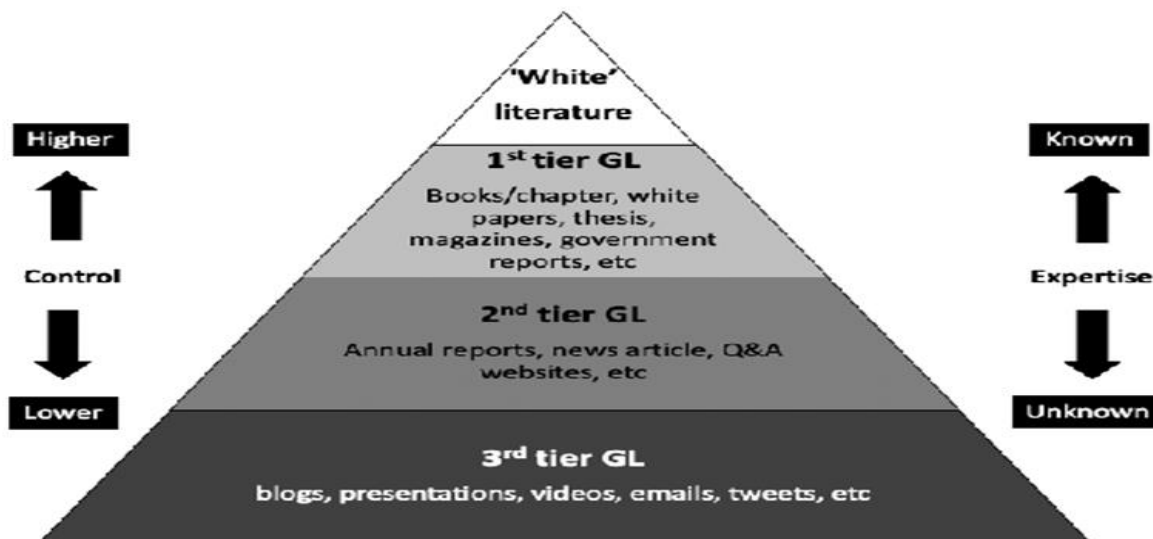 'White'
literature
Higher
Known
1st tier GL
Books/chapter, white
papers, thesis,
magazines, government
reports, etc
Control
Expertise
2nd tier GL
Annual reports, news article, Q&A
websites, etc
Lower
Unknown
3rd tier GL
blogs, presentations, videos, emails, tweets, etc